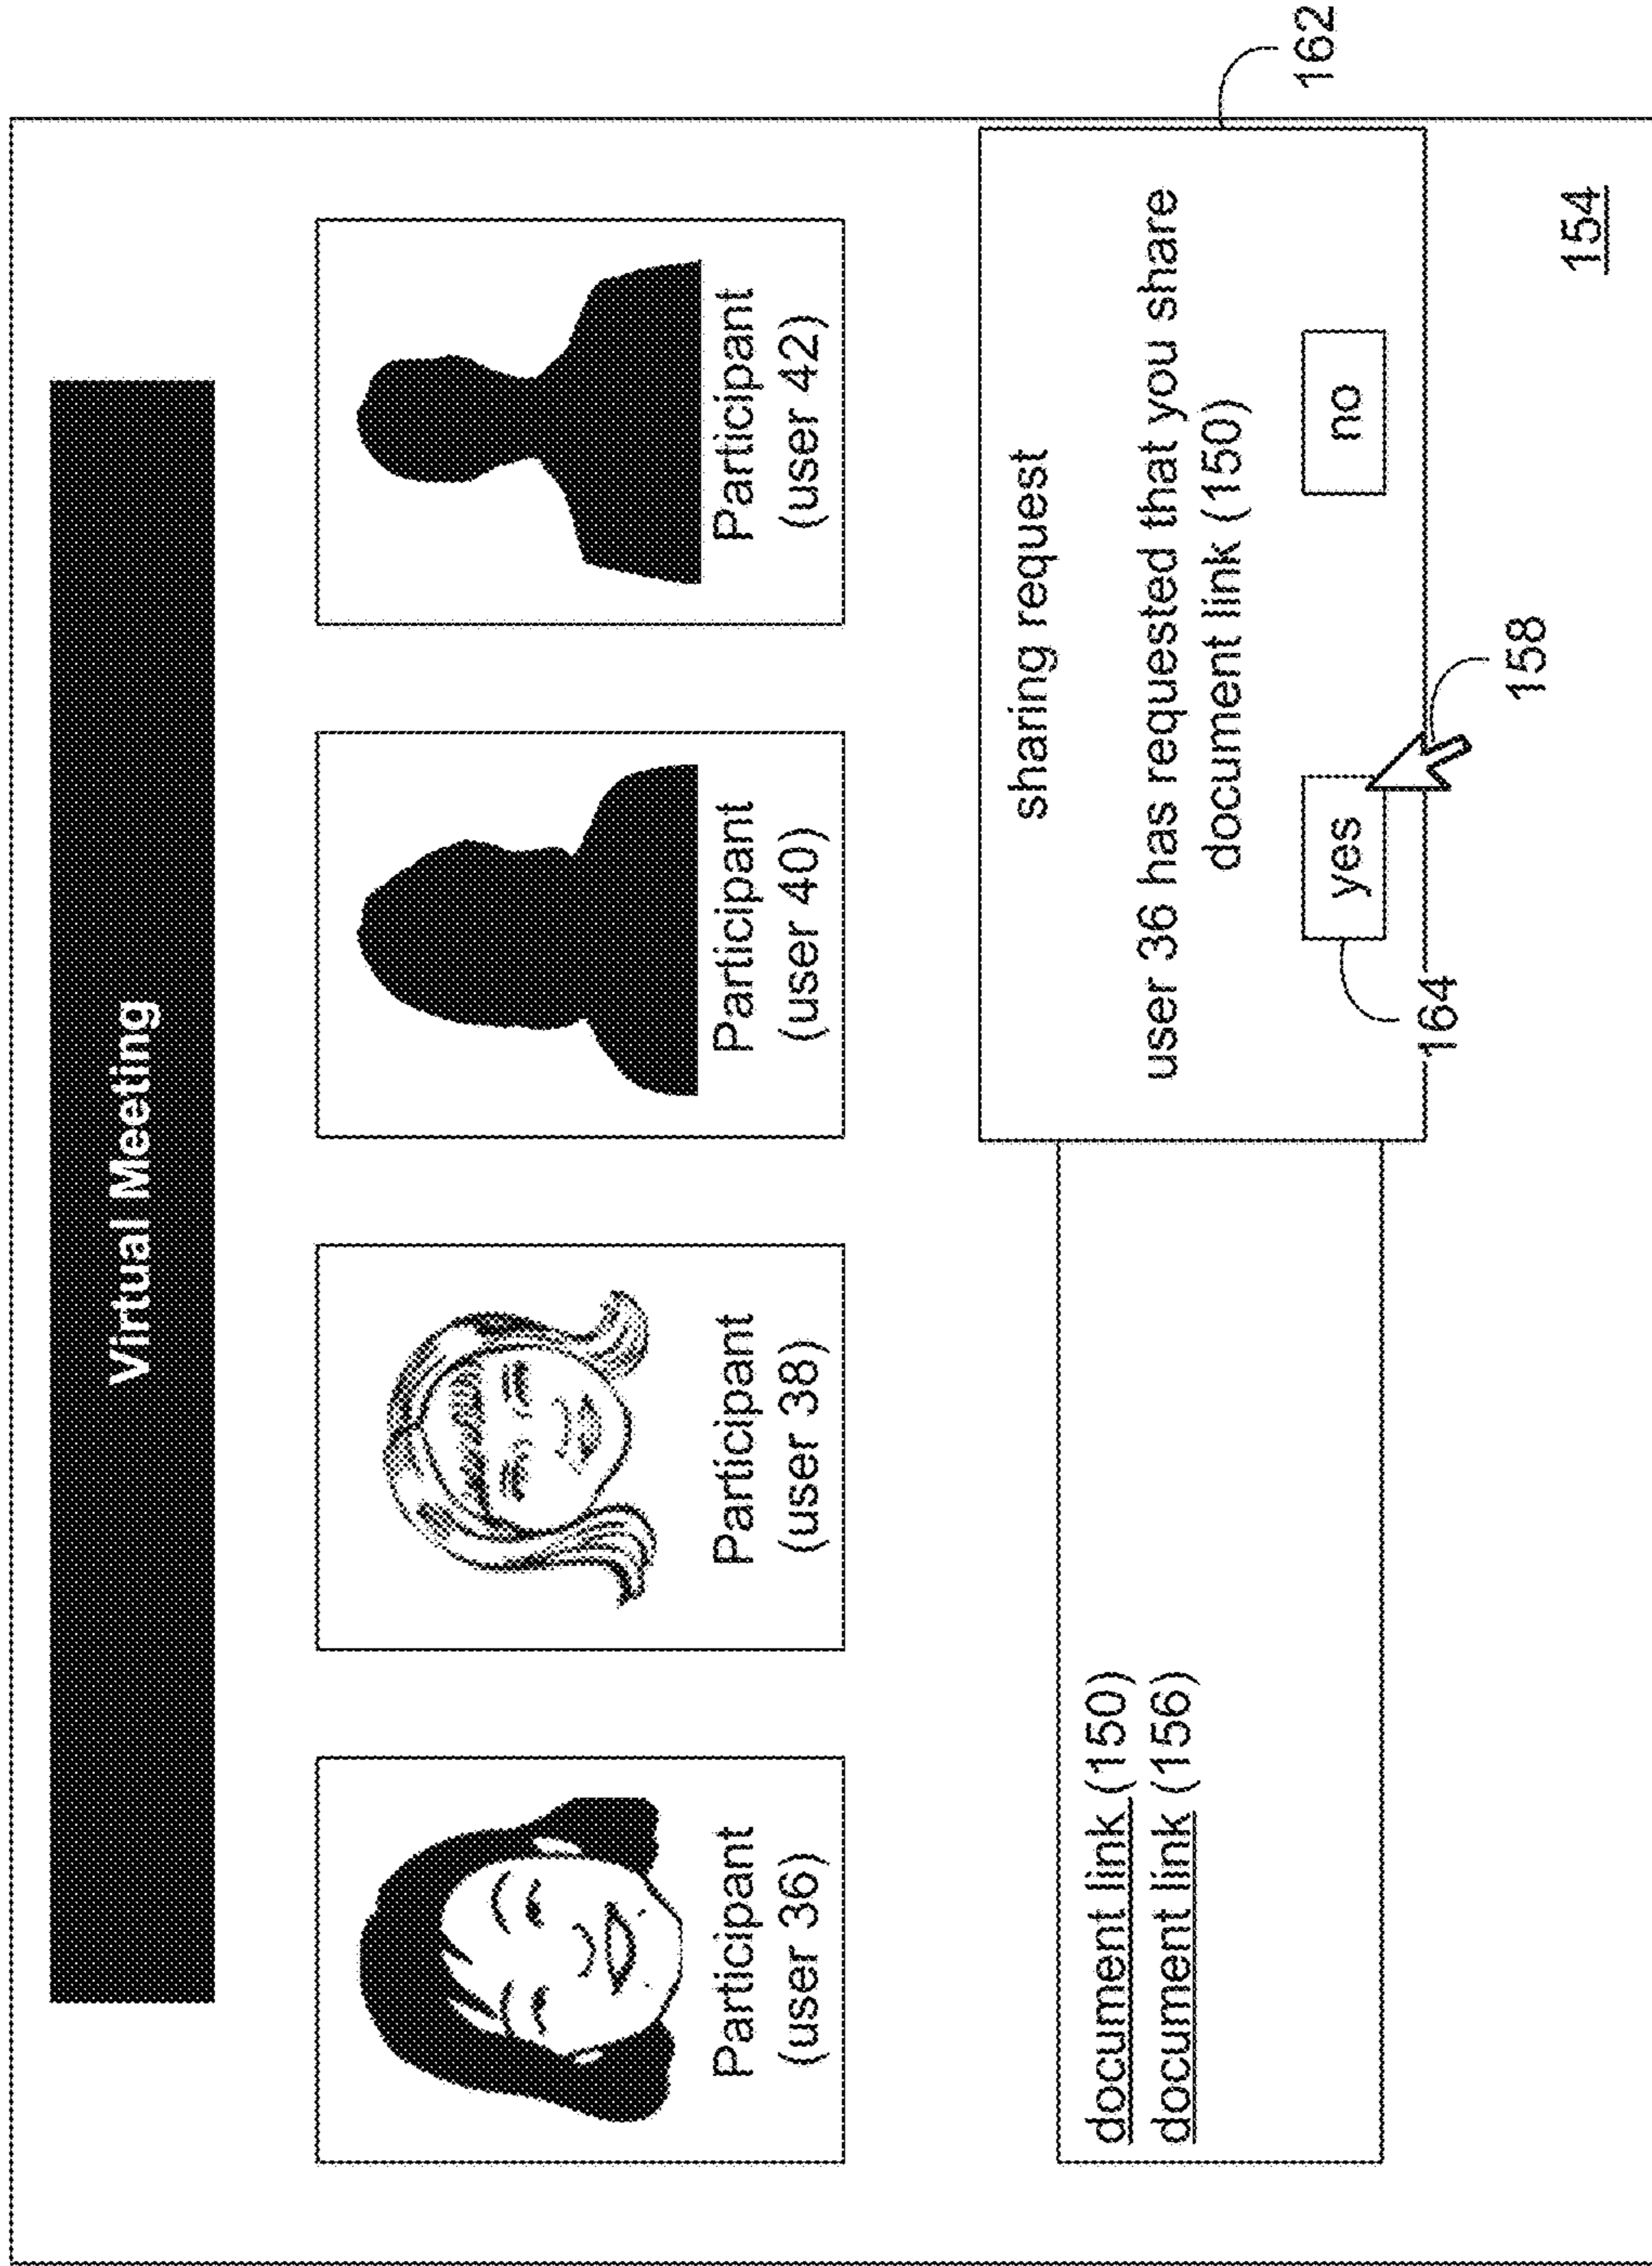 Virtual Meeting
Participant
(user 36)
Participant
(user 38)
Participant
(user 40)
Participant
(user 42)
document link (150)
document link (156)
sharing request
user 36 has requested that you share
document link (150)
yes
no
162
164
158
154